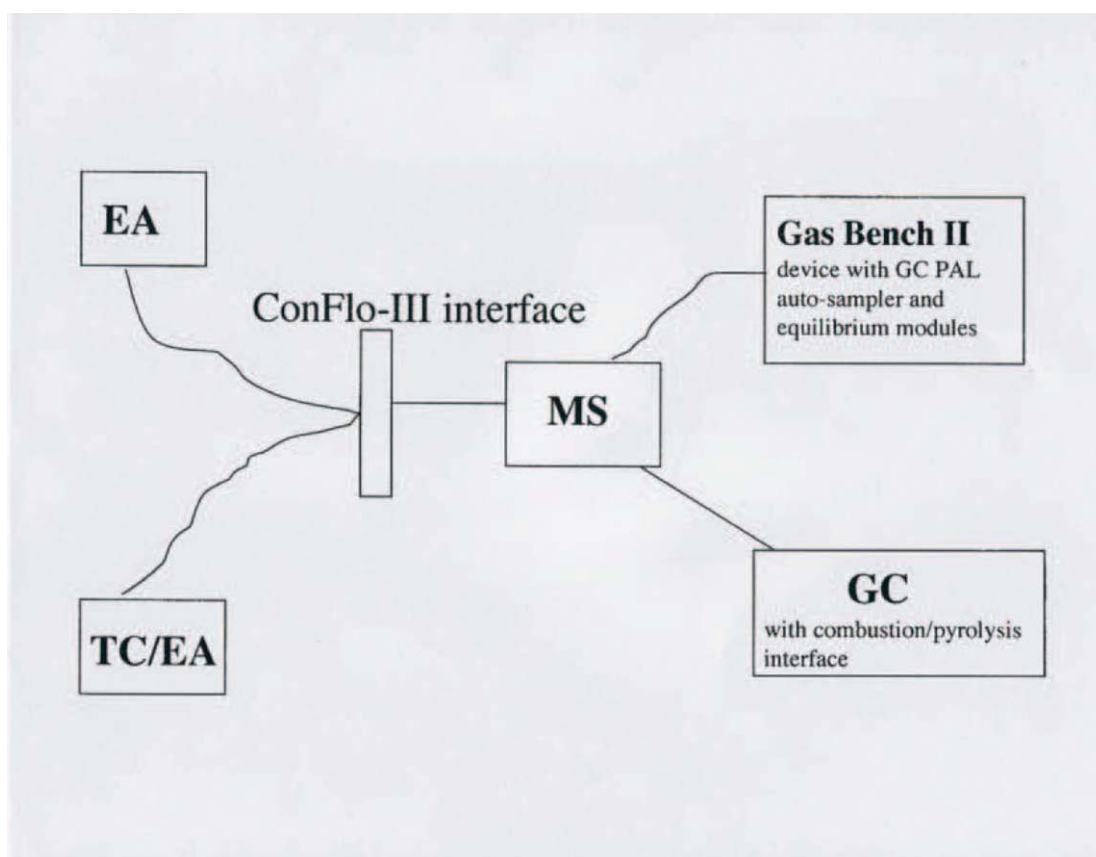 EA
ConFlo-III interface
TC/EA
MS
Gas Bench II
device with GC PAL
auto-sampler and
equilibrium modules
GC
with combustion/pyrolysis
interface